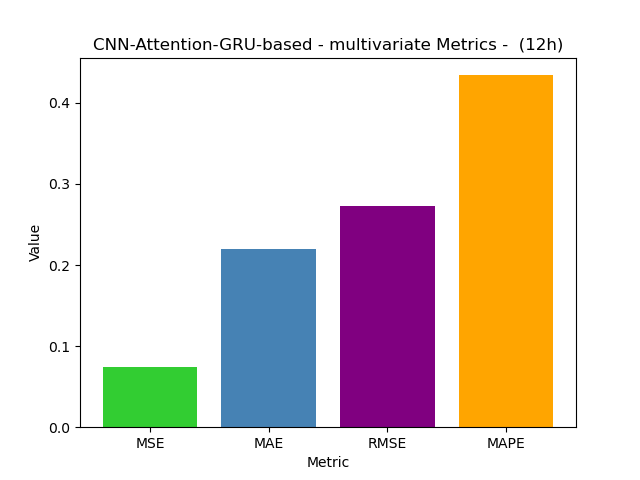 CNN-Attention-GRU-based - multivariate Metrics -  (12h)
0.4
0.3
0.2
0.1
0.0
Value
MSE MAE RMSE MAPE
Metric